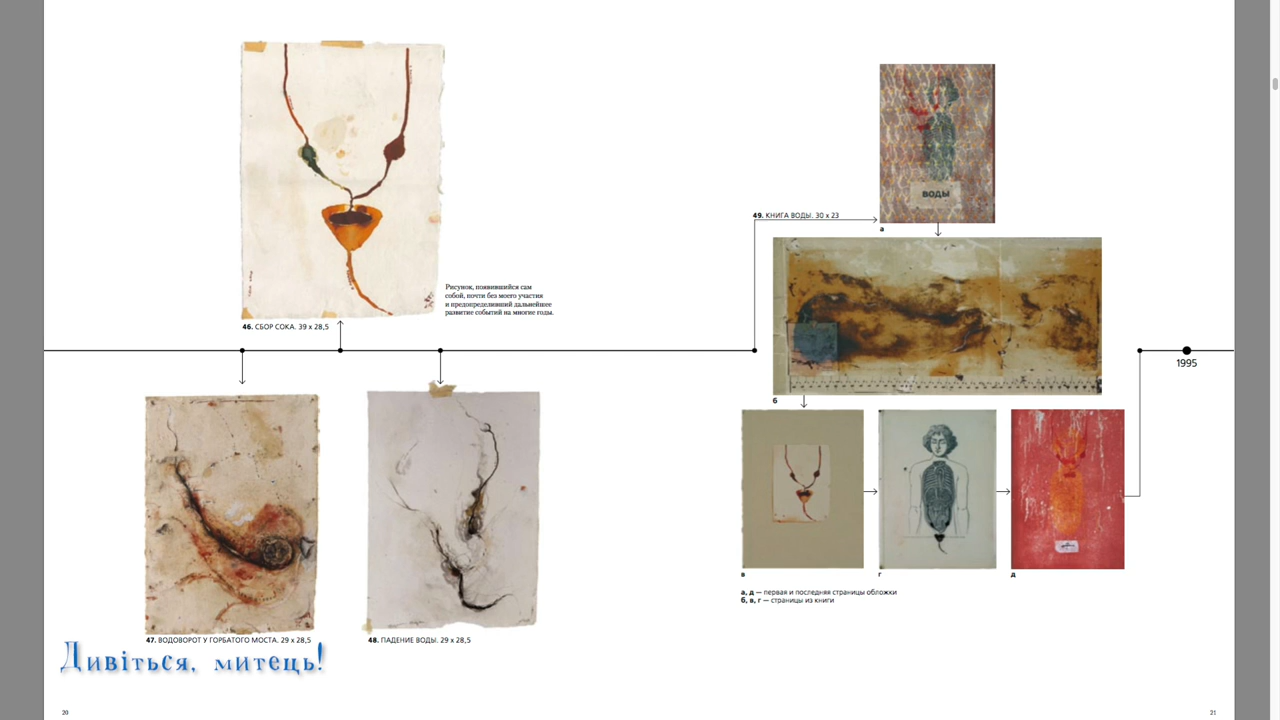 ВОДЫ
49. КНИГА ВОДЫ. 30 x 23
а
Рисунок, появившийся сам
собой, почти без моего участия
и предопределивший дальнейшее
развитие событий на многие годы.
46. СБОР СОКА. 39 x 28,5
1995
б
в
г
д
а, д — первая и последняя страницы обложки
б, в, г — страницы из книги
47. ВОДОВОРОТ У ГОРБАТОГО МОСТА. 29 x 28,5
48. ПАДЕНИЕ ВОДЫ. 29 x 28,5
Дивіться, митець!
20
21